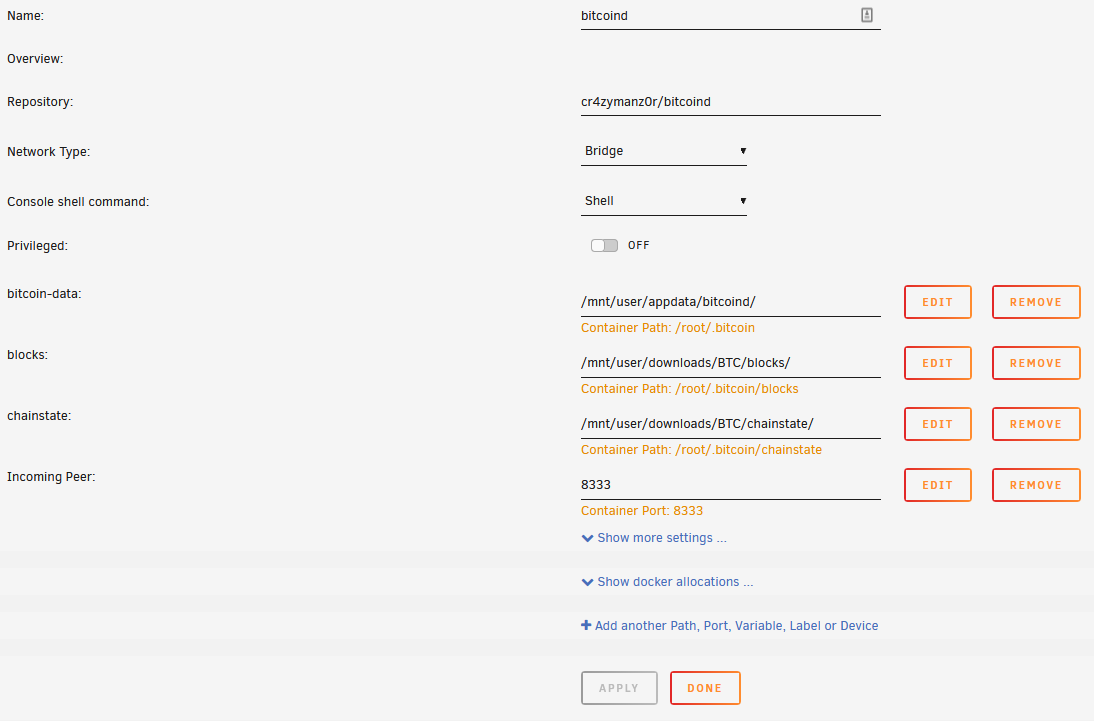 Name: bitcoind
Overview:
Repository: cr4zymanz0r/bitcoind
Network Type: Bridge
Console shell command: Shell
Privileged: OFF
bitcoin-data: /mnt/user/appdata/bitcoind/ EDIT REMOVE
Container Path: /root/.bitcoin
blocks: /mnt/user/downloads/BTC/blocks/ EDIT REMOVE
Container Path: /root/.bitcoin/blocks
chainstate: /mnt/user/downloads/BTC/chainstate/ EDIT REMOVE
Container Path: /root/.bitcoin/chainstate
Incoming Peer: 8333 EDIT REMOVE
Container Port: 8333
Show more settings ...
Show docker allocations ...
Add another Path, Port, Variable, Label or Device
APPLY DONE